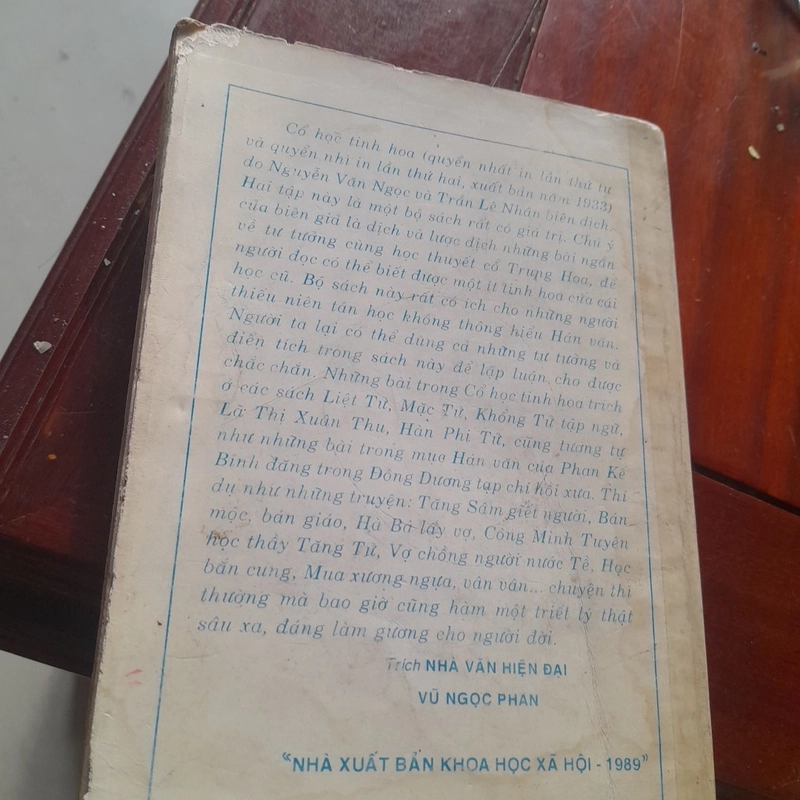 Cổ học tinh hoa (quyển nhất in lần thứ tư
và quyển nhì in lần thứ hai, xuất bản năm 1933)
do Nguyễn Văn Ngọc và Trần Lê Nhân biên dịch.
Hai tập này là một bộ sách rất có giá trị. Chủ ý
của biên giả là dịch và lược dịch những bài ngắn
về tư tưởng cùng học thuyết cổ Trung Hoa, để
người đọc có thể biết được một ít tinh hoa của cái
học cũ. Bộ sách này rất có ích cho những người
thiếu niên tân học không thông hiểu Hán văn.
Người ta lại có thể dùng cả những tư tưởng và
điển tích trong sách này để lập luận, cho được
chắc chắn. Những bài trong Cổ học tinh hoa trích
ở các sách Liệt Tử, Mặc Tử, Khổng Tử tập ngữ,
Lã Thị Xuân Thu, Hàn Phi Tử, cũng tương tự
như những bài trong mục Hán văn của Phan Kế
Bính đăng trong Đông Dương tạp chí hồi xưa. Thí
dụ như những truyện: Tăng Sâm giết người, Bán
mộc, bán giáo, Hà Bá lấy vợ, Công Minh Tuyên
học thầy Tăng Tử, Vợ chồng người nước Tề, Học
bắn cung, Mua xương ngựa, vân vân... chuyện thì
thường mà bao giờ cũng hàm một triết lý thật
sâu xa, đáng làm gương cho người đời.
Trích NHÀ VĂN HIỆN ĐẠI
VŨ NGỌC PHAN
"NHÀ XUẤT BẢN KHOA HỌC XÃ HỘI - 1989"